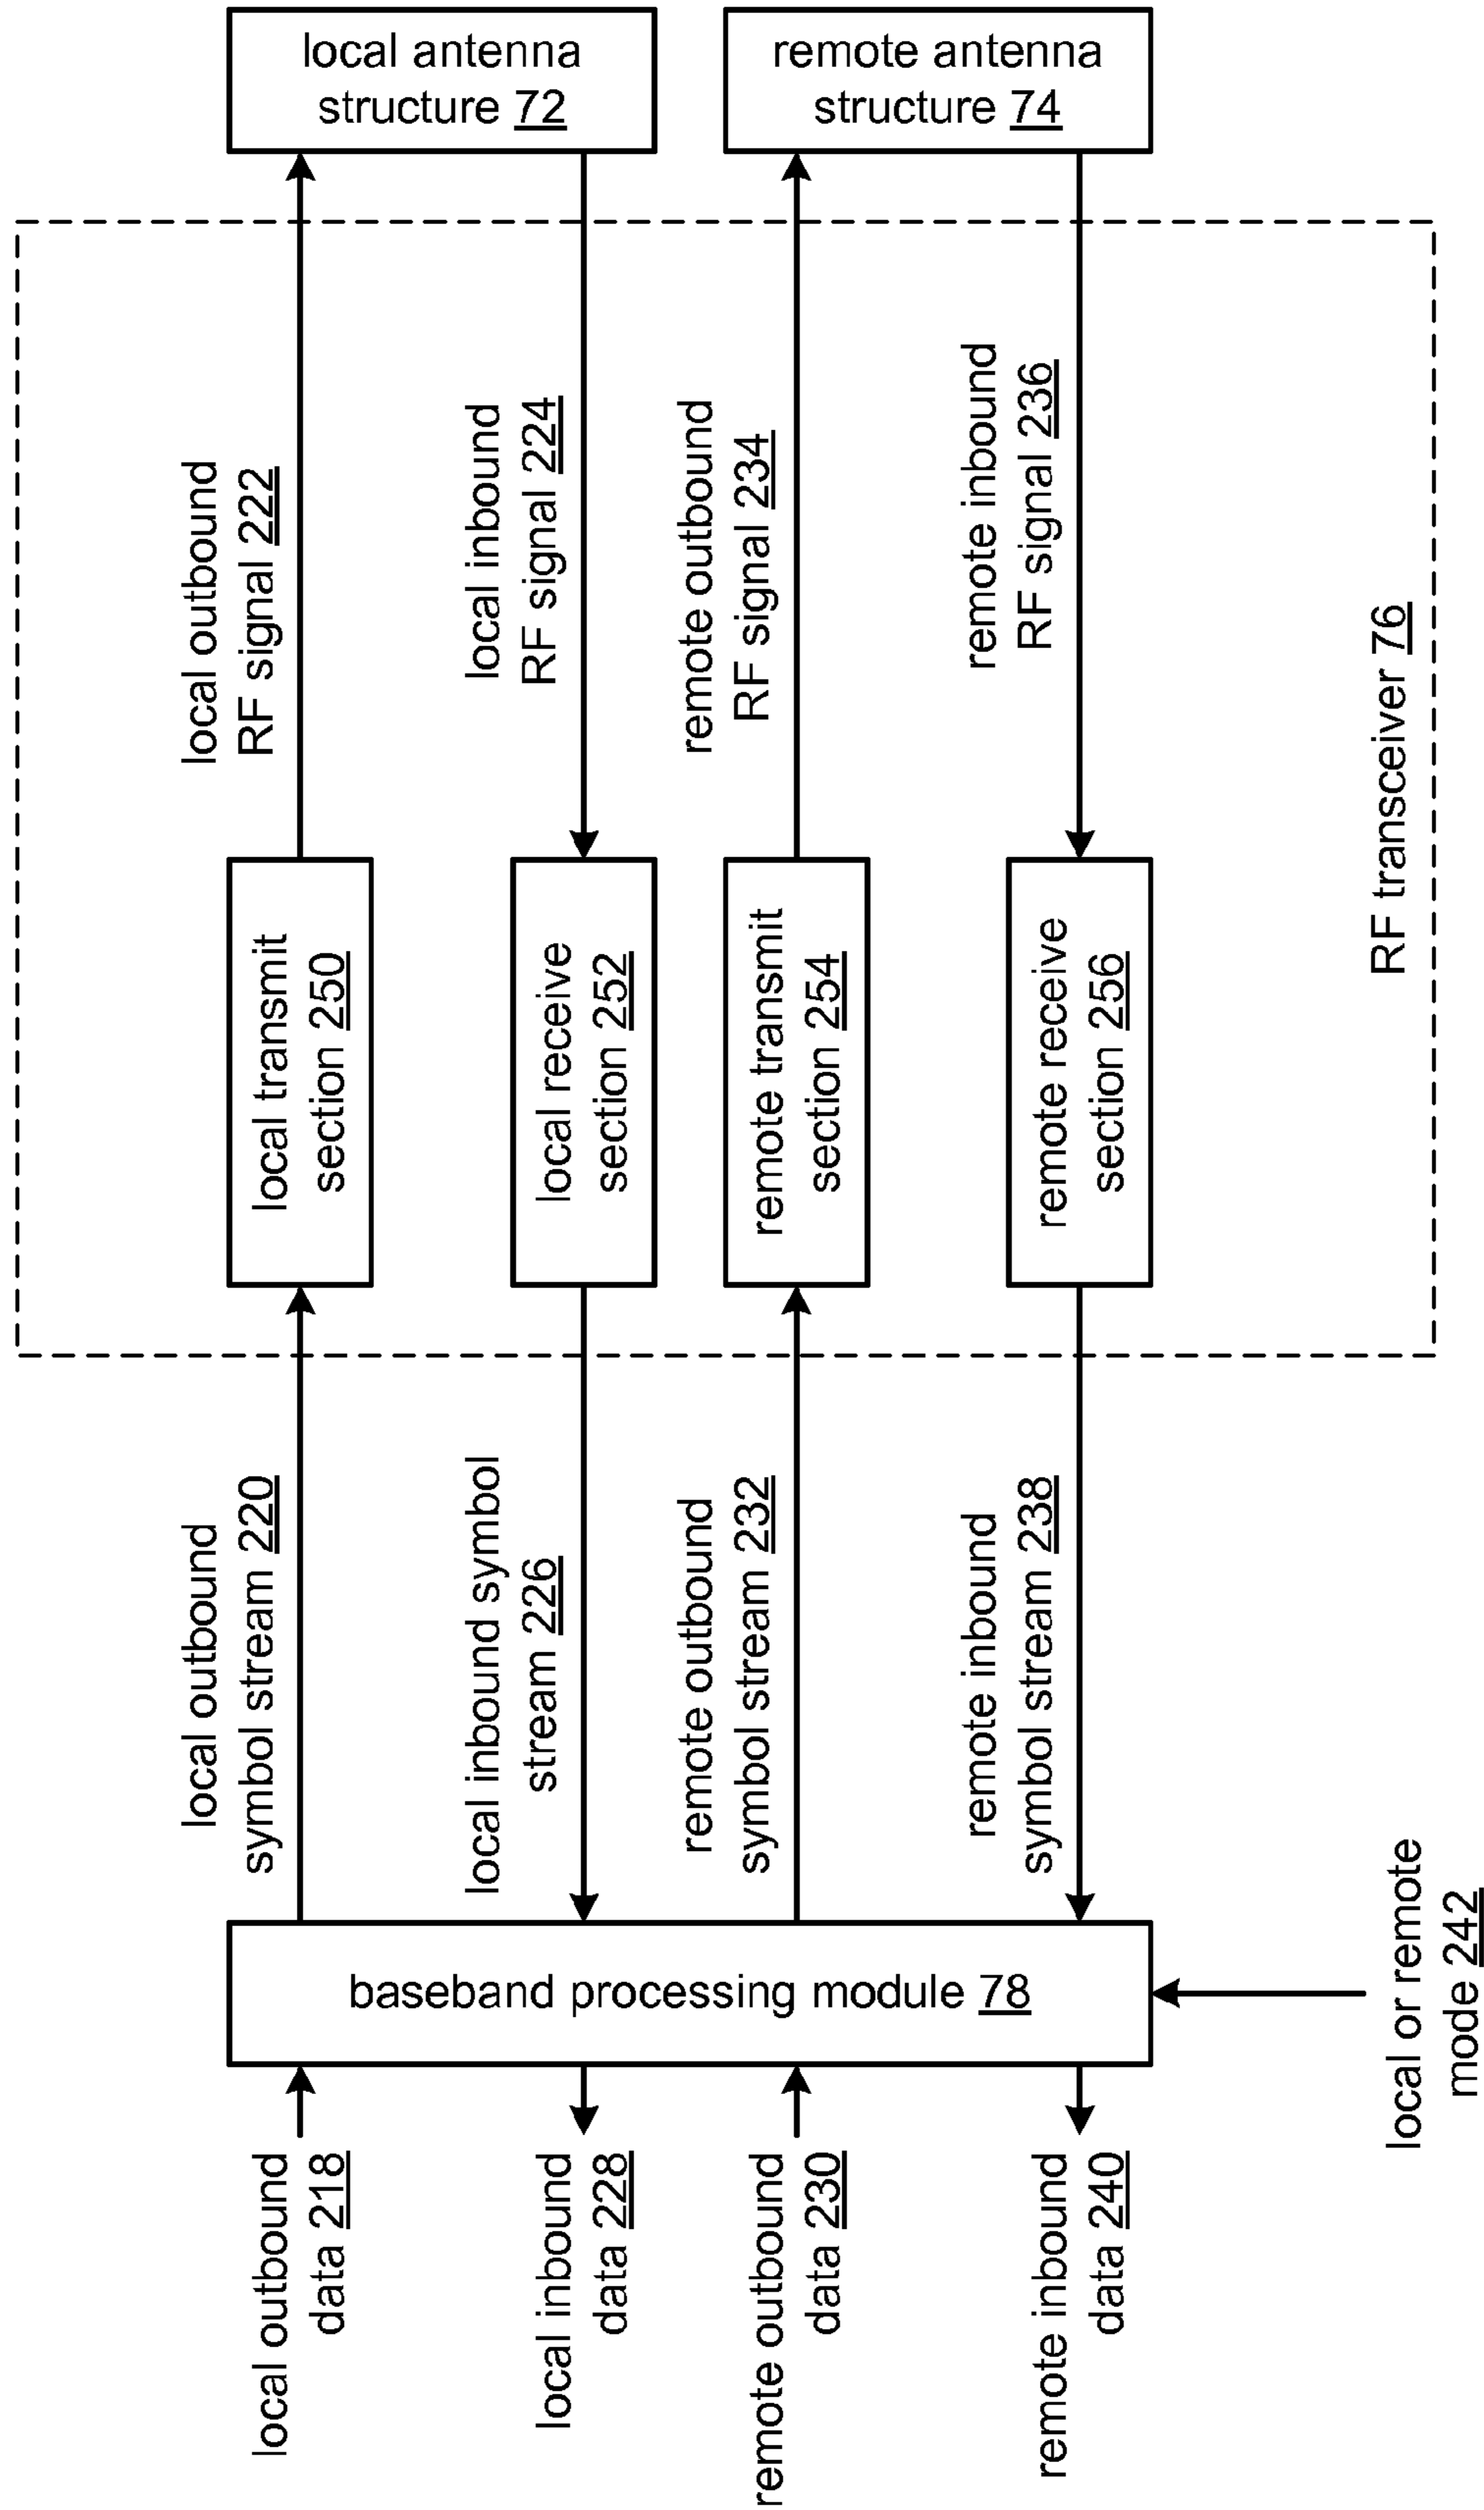 local antenna
structure 72
remote antenna
structure 74
local outbound
RF signal 222
local inbound
RF signal 224
remote outbound
RF signal 234
remote inbound
RF signal 236
local transmit
section 250
local receive
section 252
remote transmit
section 254
remote receive
section 256
RF transceiver 76
local outbound
symbol stream 220
local inbound symbol
stream 226
remote outbound
symbol stream 232
remote inbound
symbol stream 238
baseband processing module 78
local outbound
data 218
local inbound
data 228
remote outbound
data 230
remote inbound
data 240
local or remote
mode 242